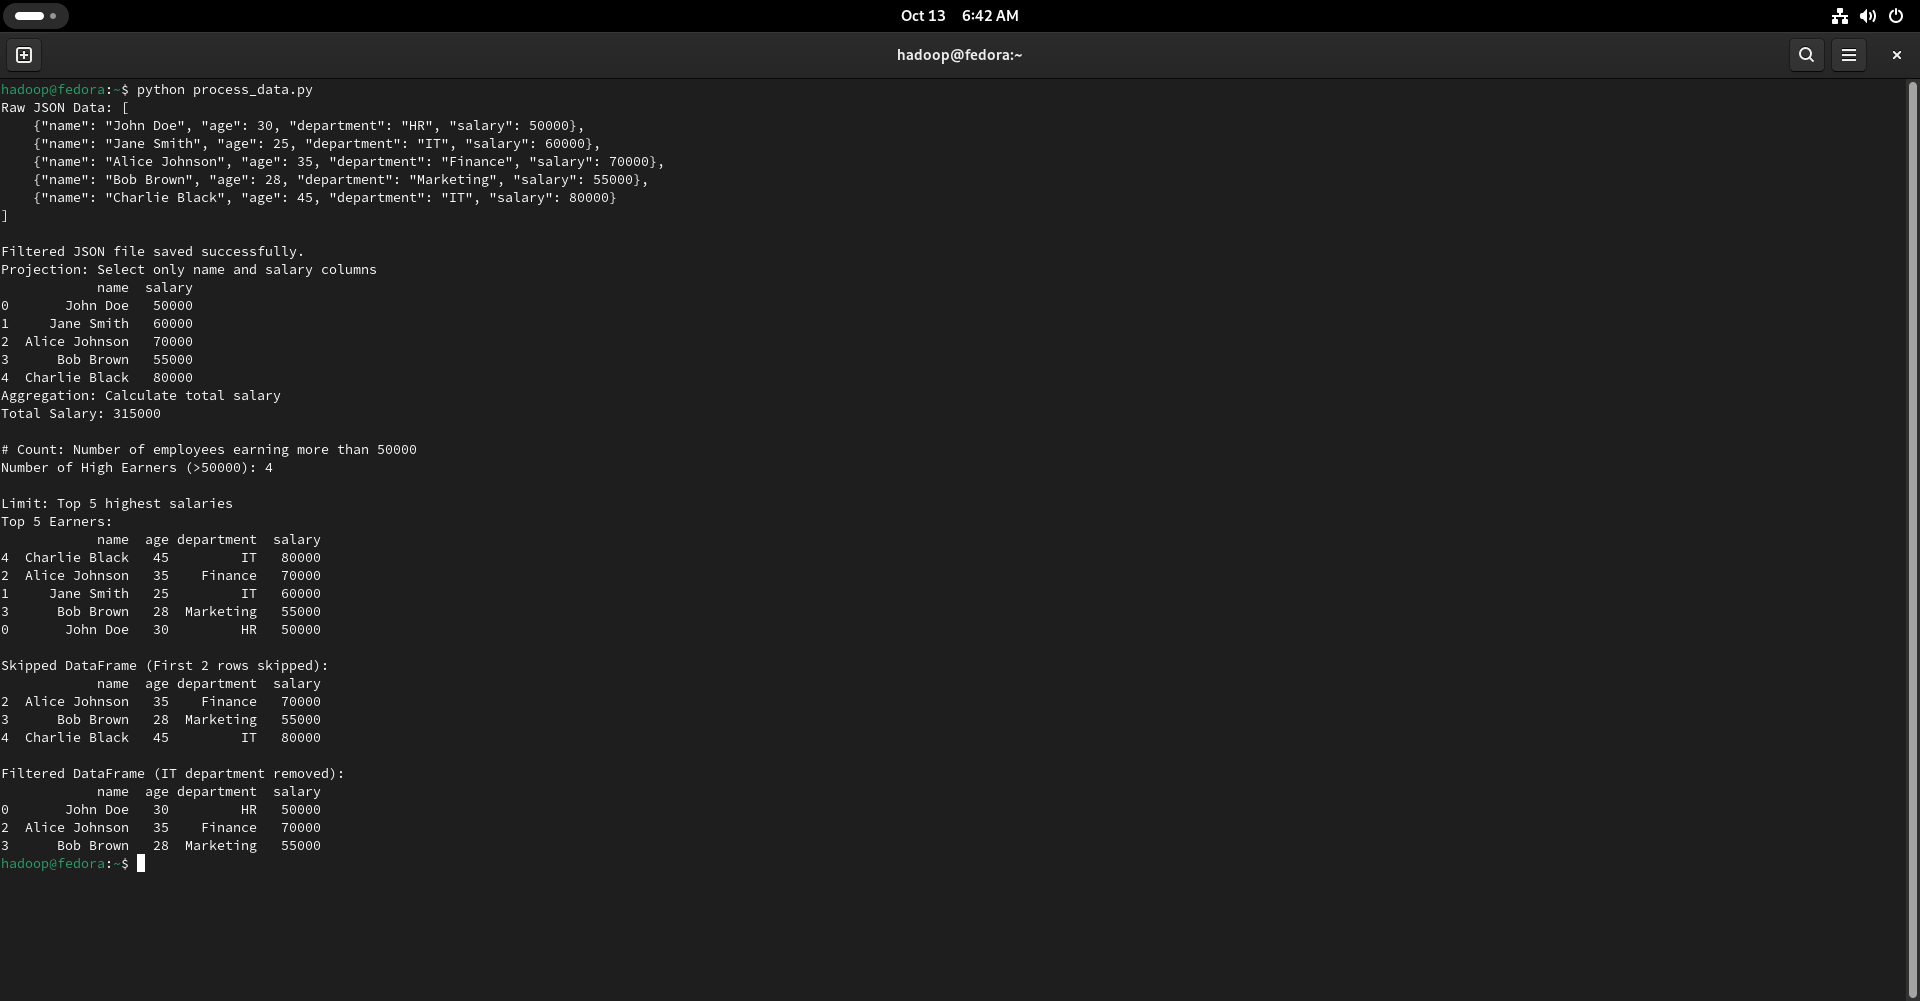 Oct 13 6:42 AM
hadoop@fedora:~
hadoop@fedora:~$ python process_data.py
Raw JSON Data: [
    {"name": "John Doe", "age": 30, "department": "HR", "salary": 50000},
    {"name": "Jane Smith", "age": 25, "department": "IT", "salary": 60000},
    {"name": "Alice Johnson", "age": 35, "department": "Finance", "salary": 70000},
    {"name": "Bob Brown", "age": 28, "department": "Marketing", "salary": 55000},
    {"name": "Charlie Black", "age": 45, "department": "IT", "salary": 80000}
]
Filtered JSON file saved successfully.
Projection: Select only name and salary columns
            name  salary
0       John Doe   50000
1     Jane Smith   60000
2  Alice Johnson   70000
3      Bob Brown   55000
4  Charlie Black   80000
Aggregation: Calculate total salary
Total Salary: 315000
# Count: Number of employees earning more than 50000
Number of High Earners (>50000): 4
Limit: Top 5 highest salaries
Top 5 Earners:
            name  age department  salary
4  Charlie Black   45         IT   80000
2  Alice Johnson   35    Finance   70000
1     Jane Smith   25         IT   60000
3      Bob Brown   28  Marketing   55000
0       John Doe   30         HR   50000
Skipped DataFrame (First 2 rows skipped):
            name  age department  salary
2  Alice Johnson   35    Finance   70000
3      Bob Brown   28  Marketing   55000
4  Charlie Black   45         IT   80000
Filtered DataFrame (IT department removed):
            name  age department  salary
0       John Doe   30         HR   50000
2  Alice Johnson   35    Finance   70000
3      Bob Brown   28  Marketing   55000
hadoop@fedora:~$